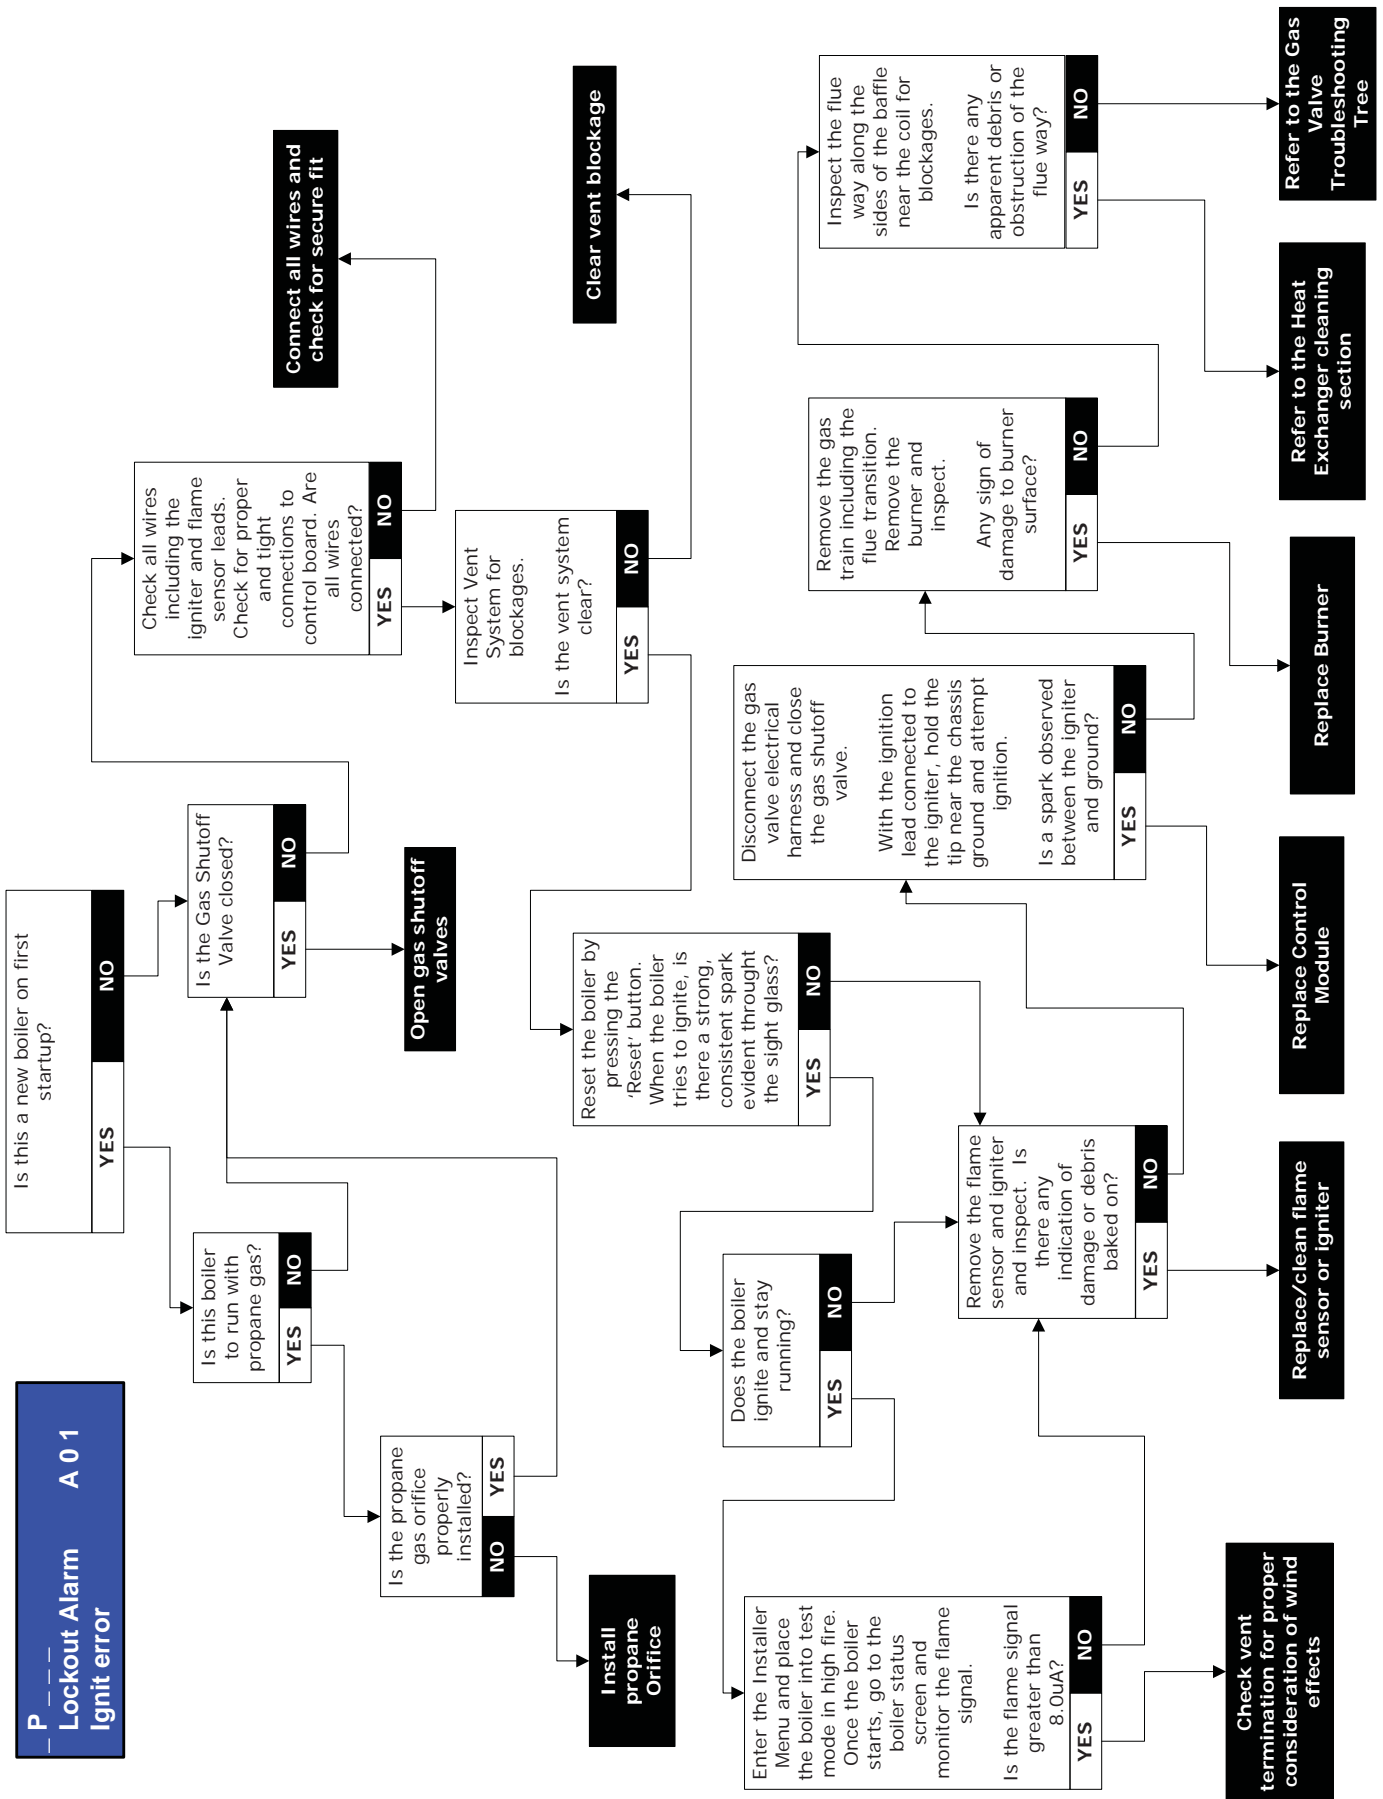 _P___
Lockout Alarm A 0 1
Ignit error
Is this a new boiler on first
startup?
YES
NO
Is this boiler
to run with
propane gas?
YES
NO
Is the propane
gas orifice
properly
installed?
NO
YES
Install
propane
Orifice
Is the Gas Shutoff
Valve closed?
YES
NO
Open gas shutoff
valves
Check all wires
including the
igniter and flame
sensor leads.
Check for proper
and tight
connections to
control board. Are
all wires
connected?
YES
NO
Connect all wires and
check for secure fit
Inspect Vent
System for
blockages.
Is the vent system
clear?
YES
NO
Clear vent blockage
Reset the boiler by
pressing the
‘Reset’ button.
When the boiler
tries to ignite, is
there a strong,
consistent spark
evident throught
the sight glass?
YES
NO
Does the boiler
ignite and stay
running?
YES
NO
Enter the Installer
Menu and place
the boiler into test
mode in high fire.
Once the boiler
starts, go to the
boiler status
screen and
monitor the flame
signal.
Is the flame signal
greater than
8.0uA?
YES
NO
Check vent
termination for proper
consideration of wind
effects
Remove the flame
sensor and igniter
and inspect. Is
there any
indication of
damage or debris
baked on?
YES
NO
Replace/clean flame
sensor or igniter
Disconnect the gas
valve electrical
harness and close
the gas shutoff
valve.
With the ignition
lead connected to
the igniter, hold the
tip near the chassis
ground and attempt
ignition.
Is a spark observed
between the igniter
and ground?
YES
NO
Replace Control
Module
Remove the gas
train including the
flue transition.
Remove the
burner and
inspect.
Any sign of
damage to burner
surface?
YES
NO
Replace Burner
Inspect the flue
way along the
sides of the baffle
near the coil for
blockages.
Is there any
apparent debris or
obstruction of the
flue way?
YES
NO
Refer to the Heat
Exchanger cleaning
section
Refer to the Gas
Valve
Troubleshooting
Tree